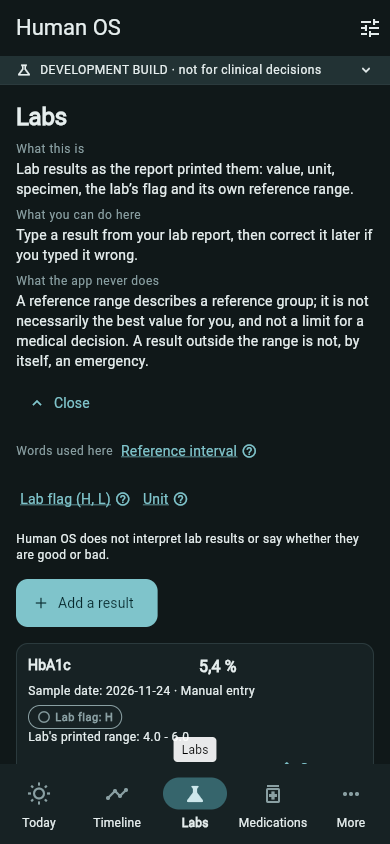 Human OS
DEVELOPMENT BUILD · not for clinical decisions
Labs
What this is
Lab results as the report printed them: value, unit,
specimen, the lab’s flag and its own reference range.
What you can do here
Type a result from your lab report, then correct it later if
you typed it wrong.
What the app never does
A reference range describes a reference group; it is not
necessarily the best value for you, and not a limit for a
medical decision. A result outside the range is not, by
itself, an emergency.
Close
Words used here Reference interval
Lab flag (H, L) Unit
Human OS does not interpret lab results or say whether they
are good or bad.
+ Add a result
HbA1c 5,4 %
Sample date: 2026-11-24 · Manual entry
Lab flag: H
Lab's printed range: 4.0 - 6.0
Labs
Today Timeline Labs Medications More